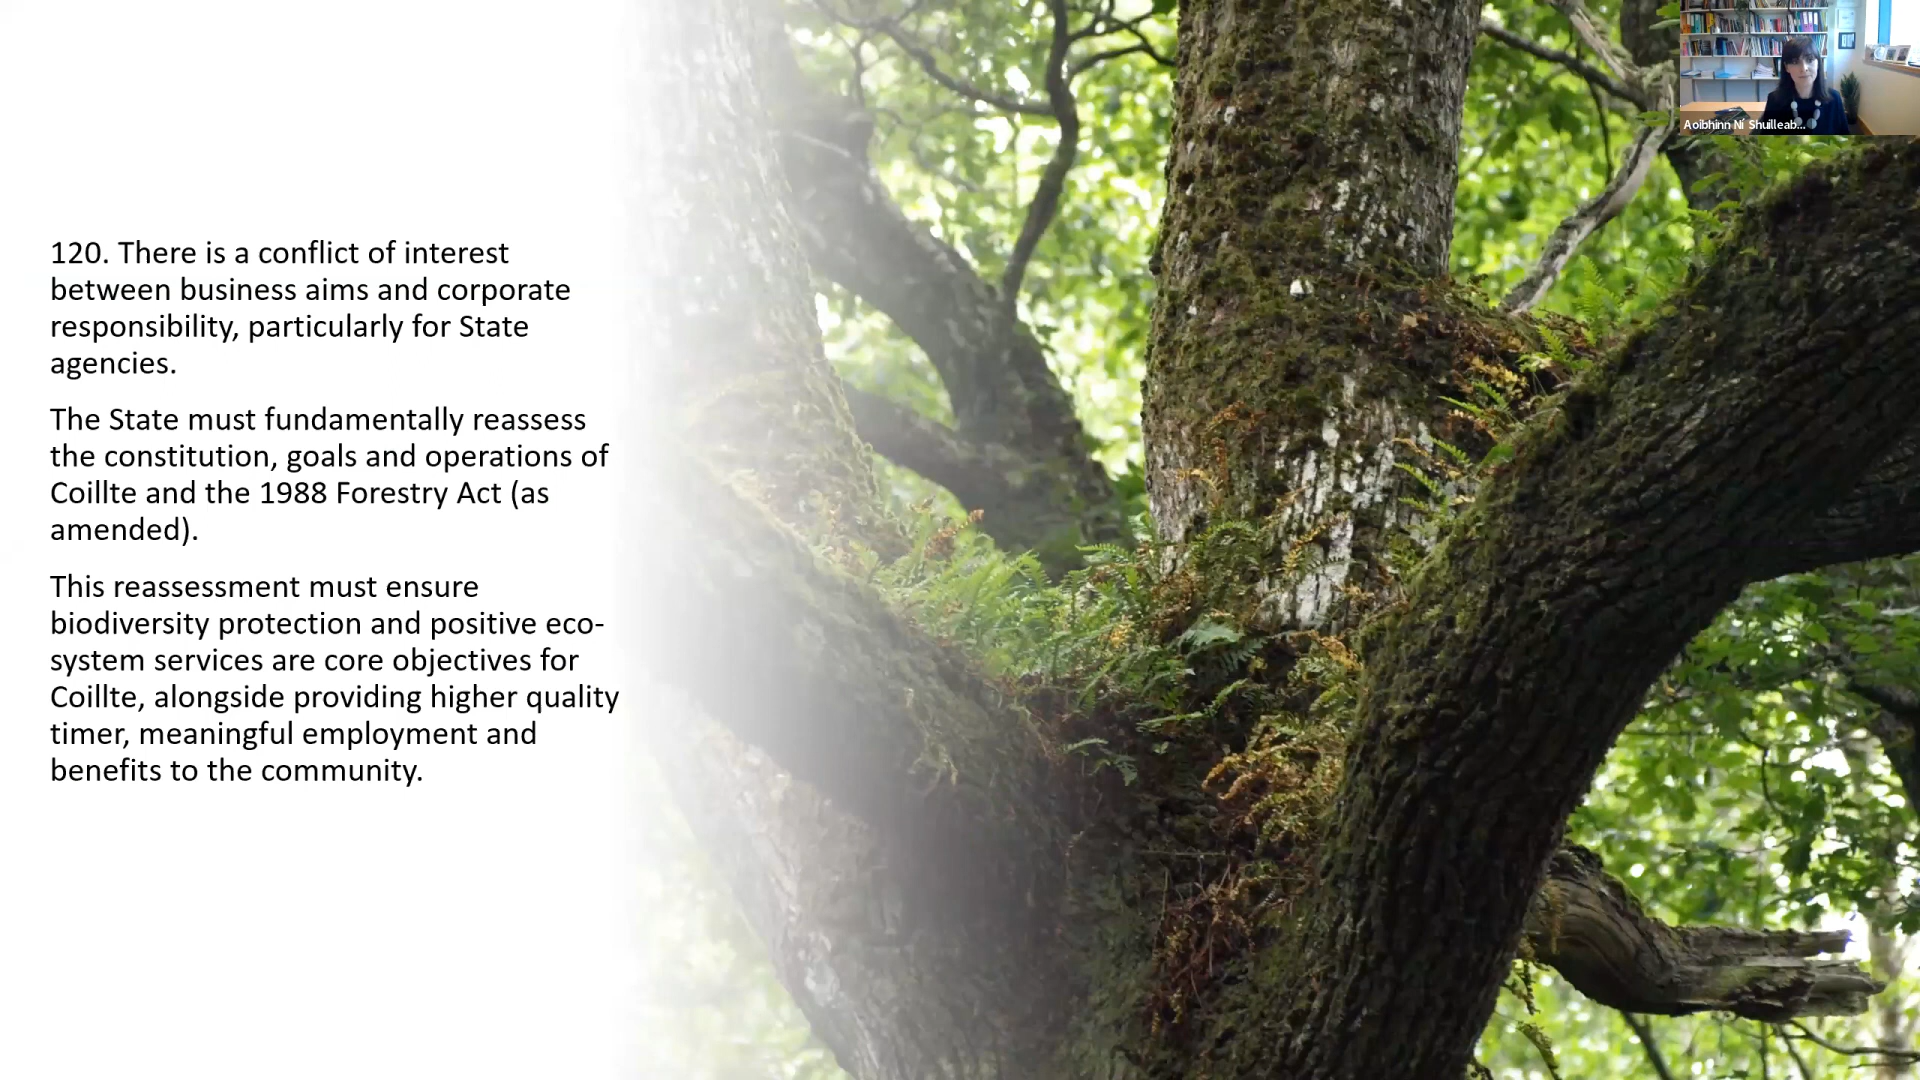 120. There is a conflict of interest
between business aims and corporate
responsibility, particularly for State
agencies.
The State must fundamentally reassess
the constitution, goals and operations of
Coillte and the 1988 Forestry Act (as
amended).
This reassessment must ensure
biodiversity protection and positive eco-
system services are core objectives for
Coillte, alongside providing higher quality
timer, meaningful employment and
benefits to the community.
Aoibhinn Ní Shuilleab...